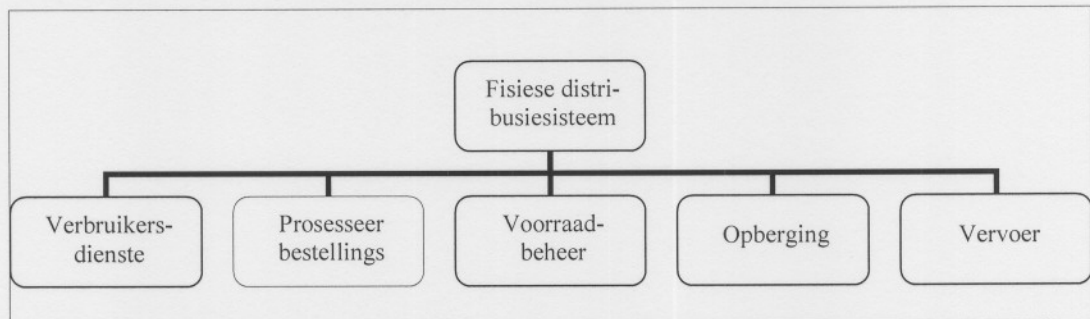 Fisiese distri-
busiesisteem
Verbruikers-
dienste
Prosesseer
bestellings
Voorraad-
beheer
Opberging
Vervoer